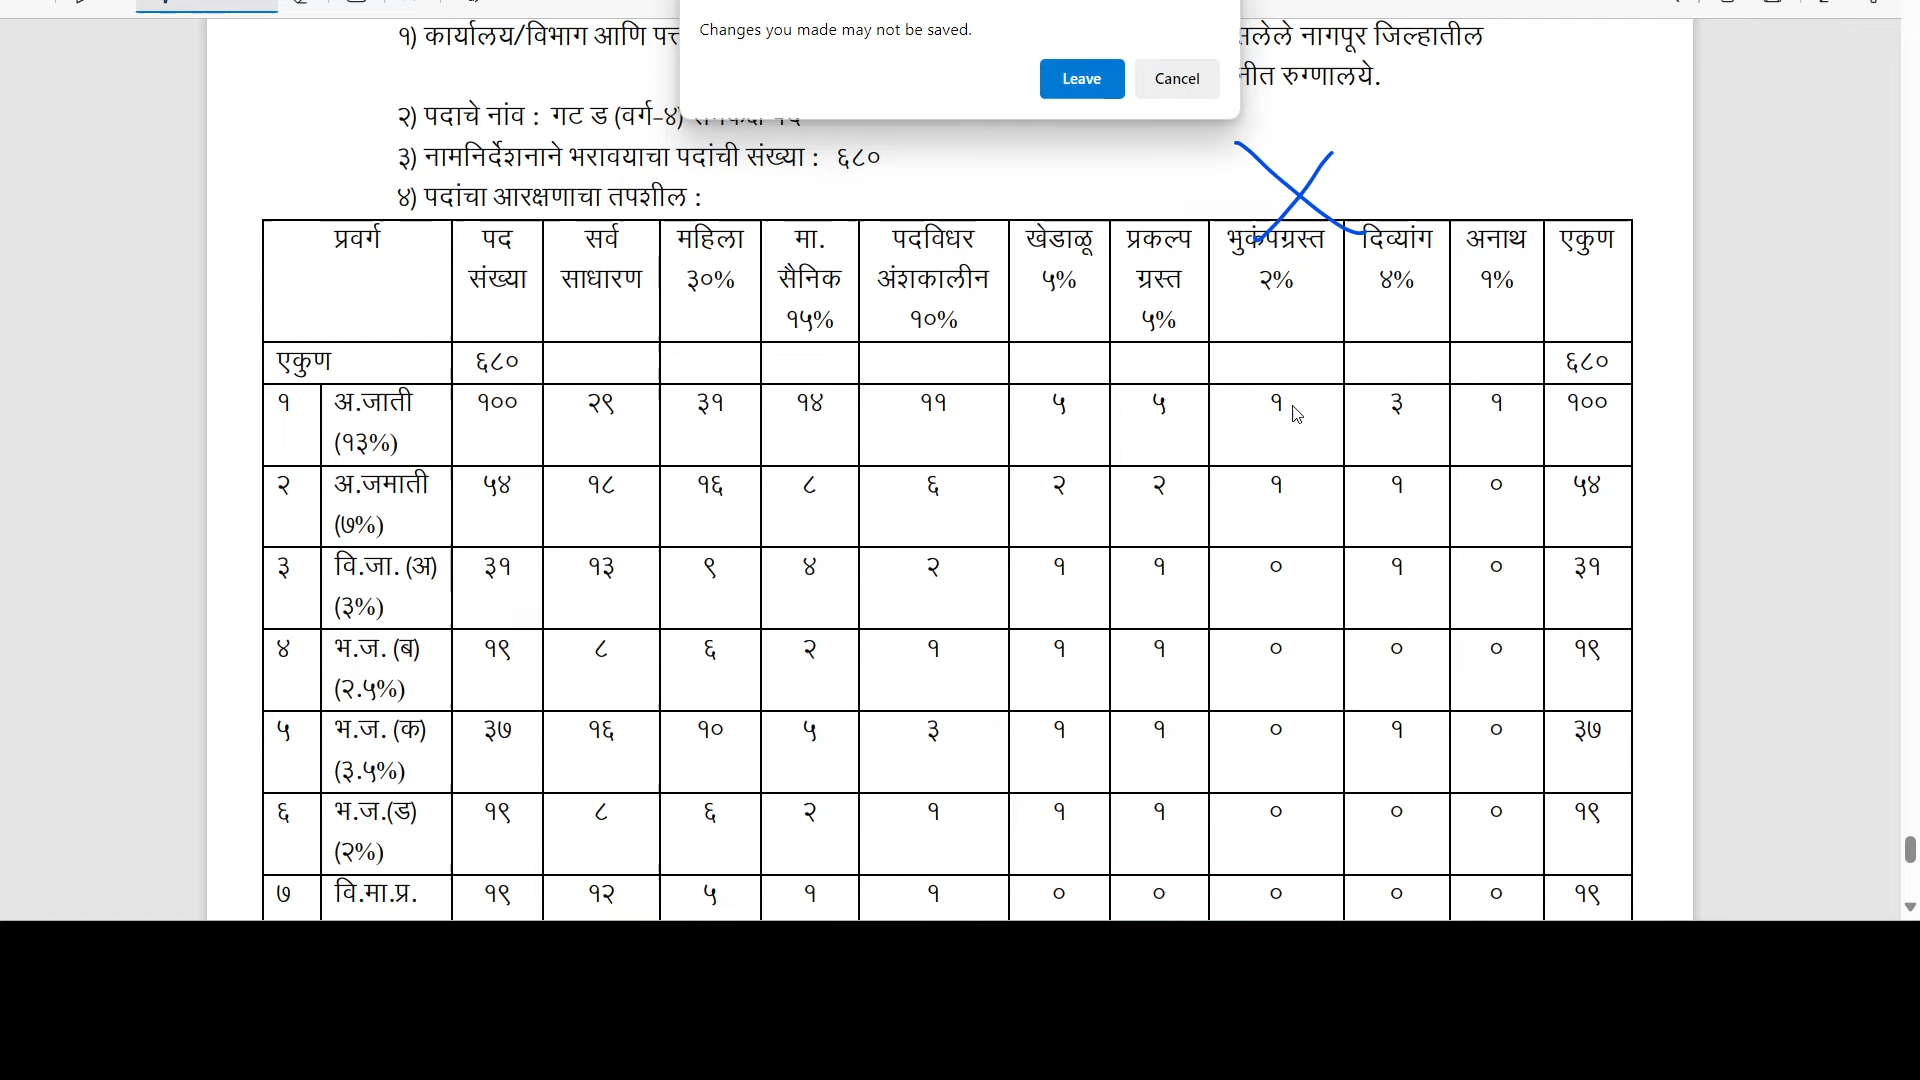 १) कार्यालय/विभाग आणि
सलेले नागपूर जिल्हातील
नीत रुग्णालये.
Changes you made may not be saved.
Leave
Cancel
२) पदाचे नांव : गट ड (वर्ग–४)
३) नामनिर्देशनाने भरावयाचा पदांची संख्या : ६८०
४) पदांचा आरक्षणाचा तपशील :
प्रवर्ग पद संख्या सर्व साधारण महिला ३०% मा. सैनिक १५% पदविधर अंशकालीन १०% खेडाळू ५% प्रकल्प ग्रस्त ५% भुकंपग्रस्त २% दिव्यांग ४% अनाथ १% एकुण
एकुण ६८० ६८०
१ अ.जाती (१३%) १०० २९ ३१ १४ ११ ५ ५ १ ३ १ १००
२ अ.जमाती (७%) ५४ १८ १६ ८ ६ २ २ १ १ ० ५४
३ वि.जा. (अ) (३%) ३१ १३ ९ ४ २ १ १ ० १ ० ३१
४ भ.ज. (ब) (२.५%) १९ ८ ६ २ १ १ १ ० ० ० १९
५ भ.ज. (क) (३.५%) ३७ १६ १० ५ ३ १ १ ० १ ० ३७
६ भ.ज.(ड) (२%) १९ ८ ६ २ १ १ १ ० ० ० १९
७ वि.मा.प्र. १९ १२ ५ १ १ ० ० ० ० ० १९